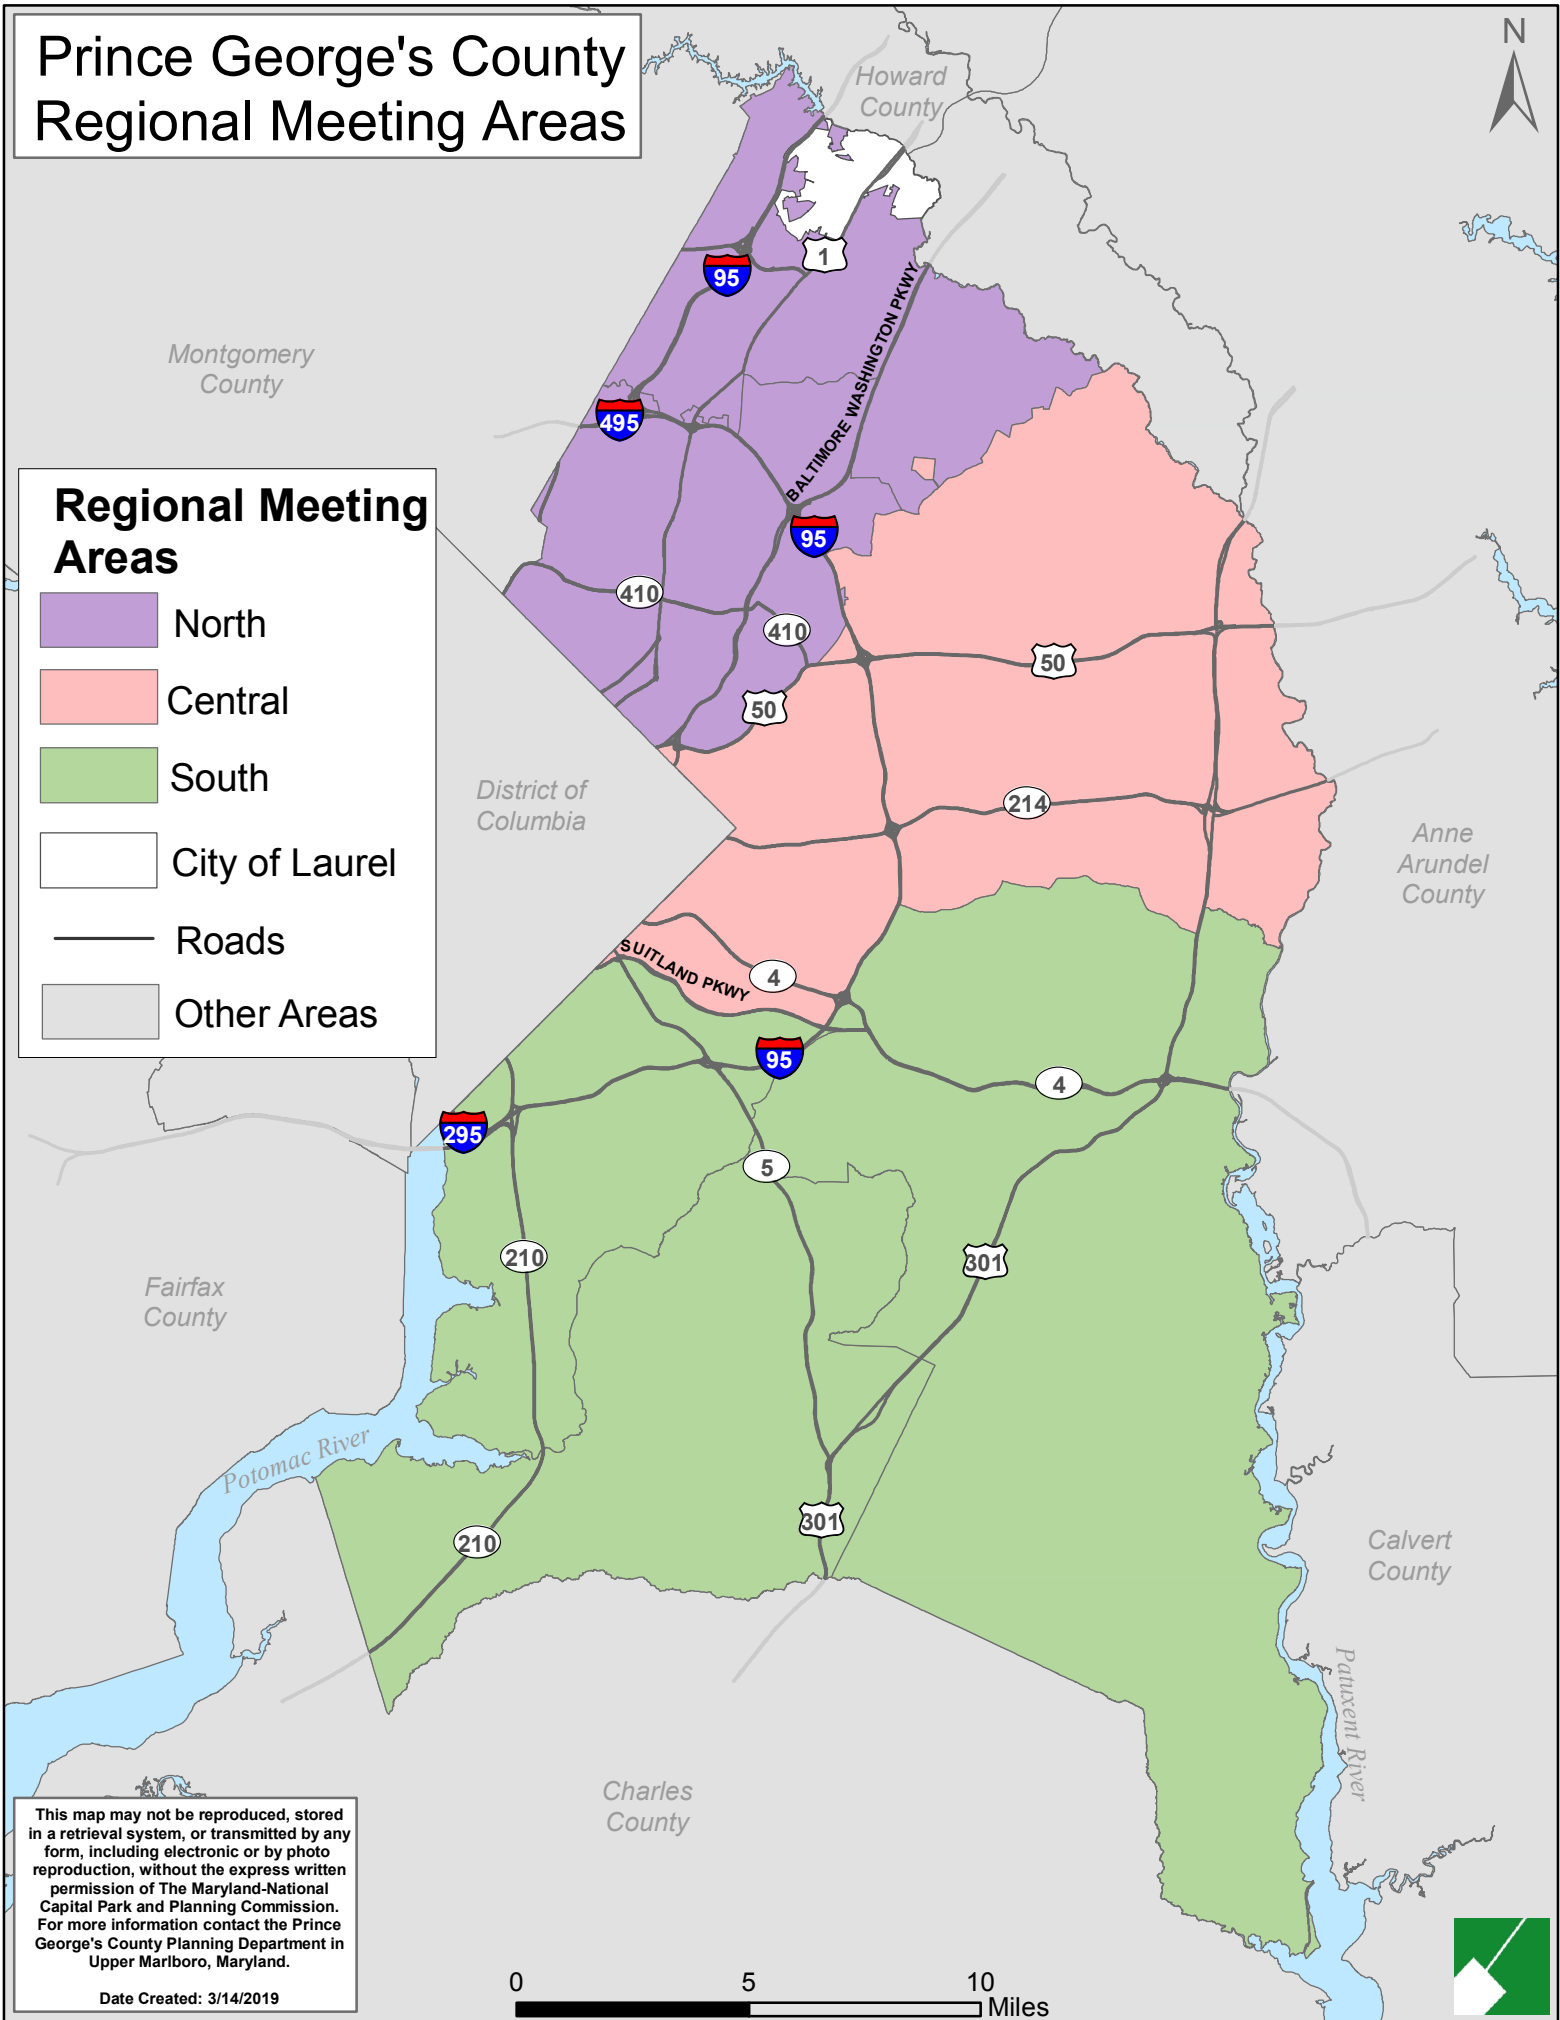 Prince George's County
Regional Meeting Areas
N
Howard
County
1
95
BALTIMORE WASHINGTON PKWY
Montgomery
County
495
Regional Meeting
Areas
North
Central
South
City of Laurel
Roads
Other Areas
95
410
410
50
50
District of
Columbia
214
Anne
Arundel
County
SUITLAND PKWY
4
95
4
295
5
210
301
Fairfax
County
Potomac River
301
210
Calvert
County
Patuxent River
Charles
County
This map may not be reproduced, stored
in a retrieval system, or transmitted by any
form, including electronic or by photo
reproduction, without the express written
permission of The Maryland-National
Capital Park and Planning Commission.
For more information contact the Prince
George's County Planning Department in
Upper Marlboro, Maryland.
Date Created: 3/14/2019
0 5 10
Miles